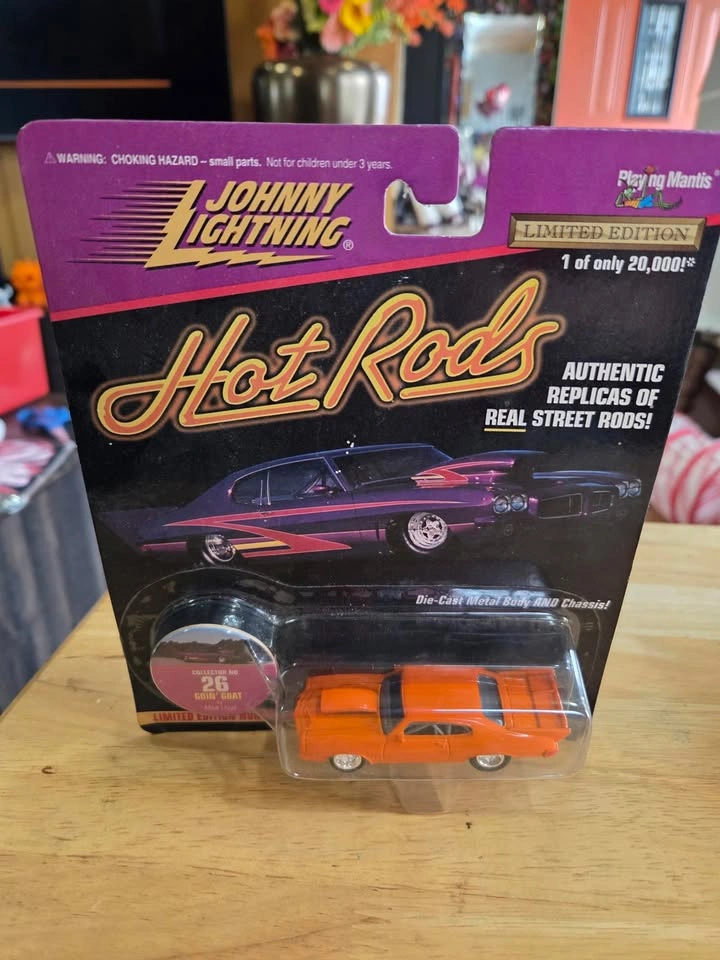 ⚠ WARNING: CHOKING HAZARD – small parts. Not for children under 3 years.
JOHNNY
LIGHTNING®
Playing Mantis®
LIMITED EDITION
1 of only 20,000!*
Hot Rods
AUTHENTIC
REPLICAS OF
REAL STREET RODS!
Die-Cast Metal Body AND Chassis!
COLLECTOR NO.
26
GOIN' GOAT
LIMITED EDITION